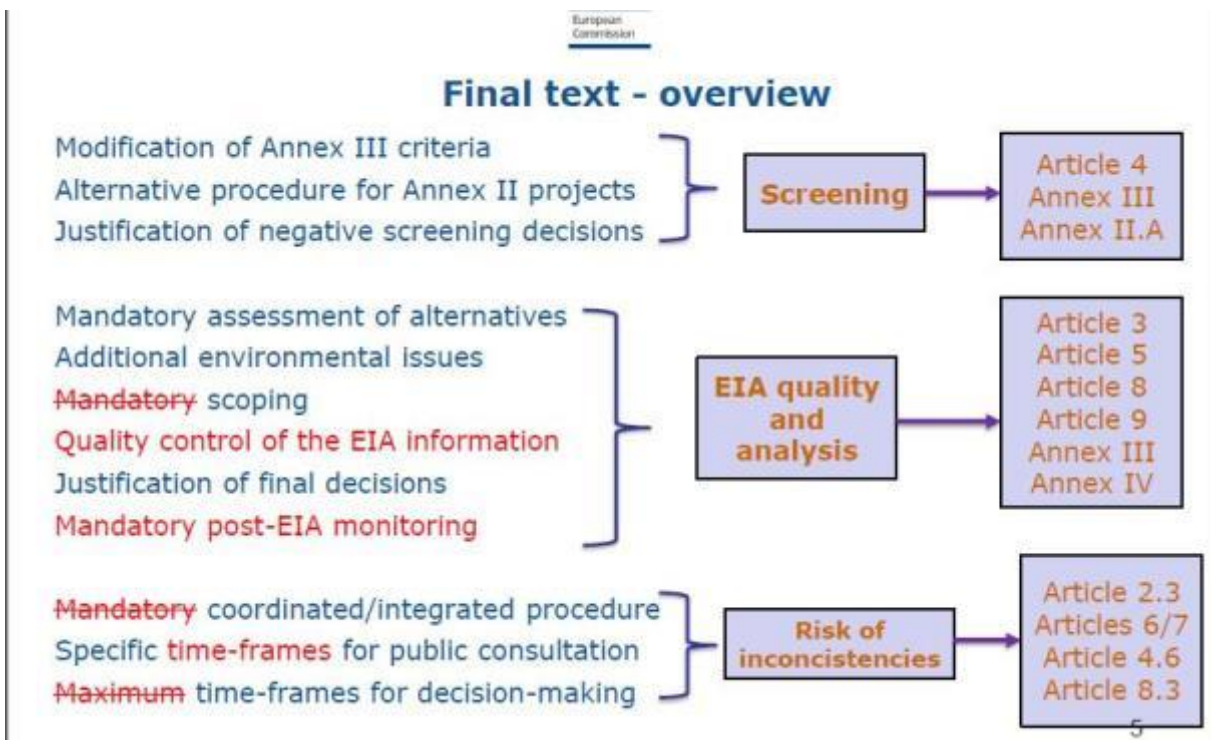 European
Commission
Final text - overview
Modification of Annex III criteria
Alternative procedure for Annex II projects
Justification of negative screening decisions
Screening
Article 4
Annex III
Annex II.A
Mandatory assessment of alternatives
Additional environmental issues
Mandatory scoping
Quality control of the EIA information
Justification of final decisions
Mandatory post-EIA monitoring
EIA quality
and
analysis
Article 3
Article 5
Article 8
Article 9
Annex III
Annex IV
Mandatory coordinated/integrated procedure
Specific time-frames for public consultation
Maximum time-frames for decision-making
Risk of
inconcistencies
Article 2.3
Articles 6/7
Article 4.6
Article 8.3
5